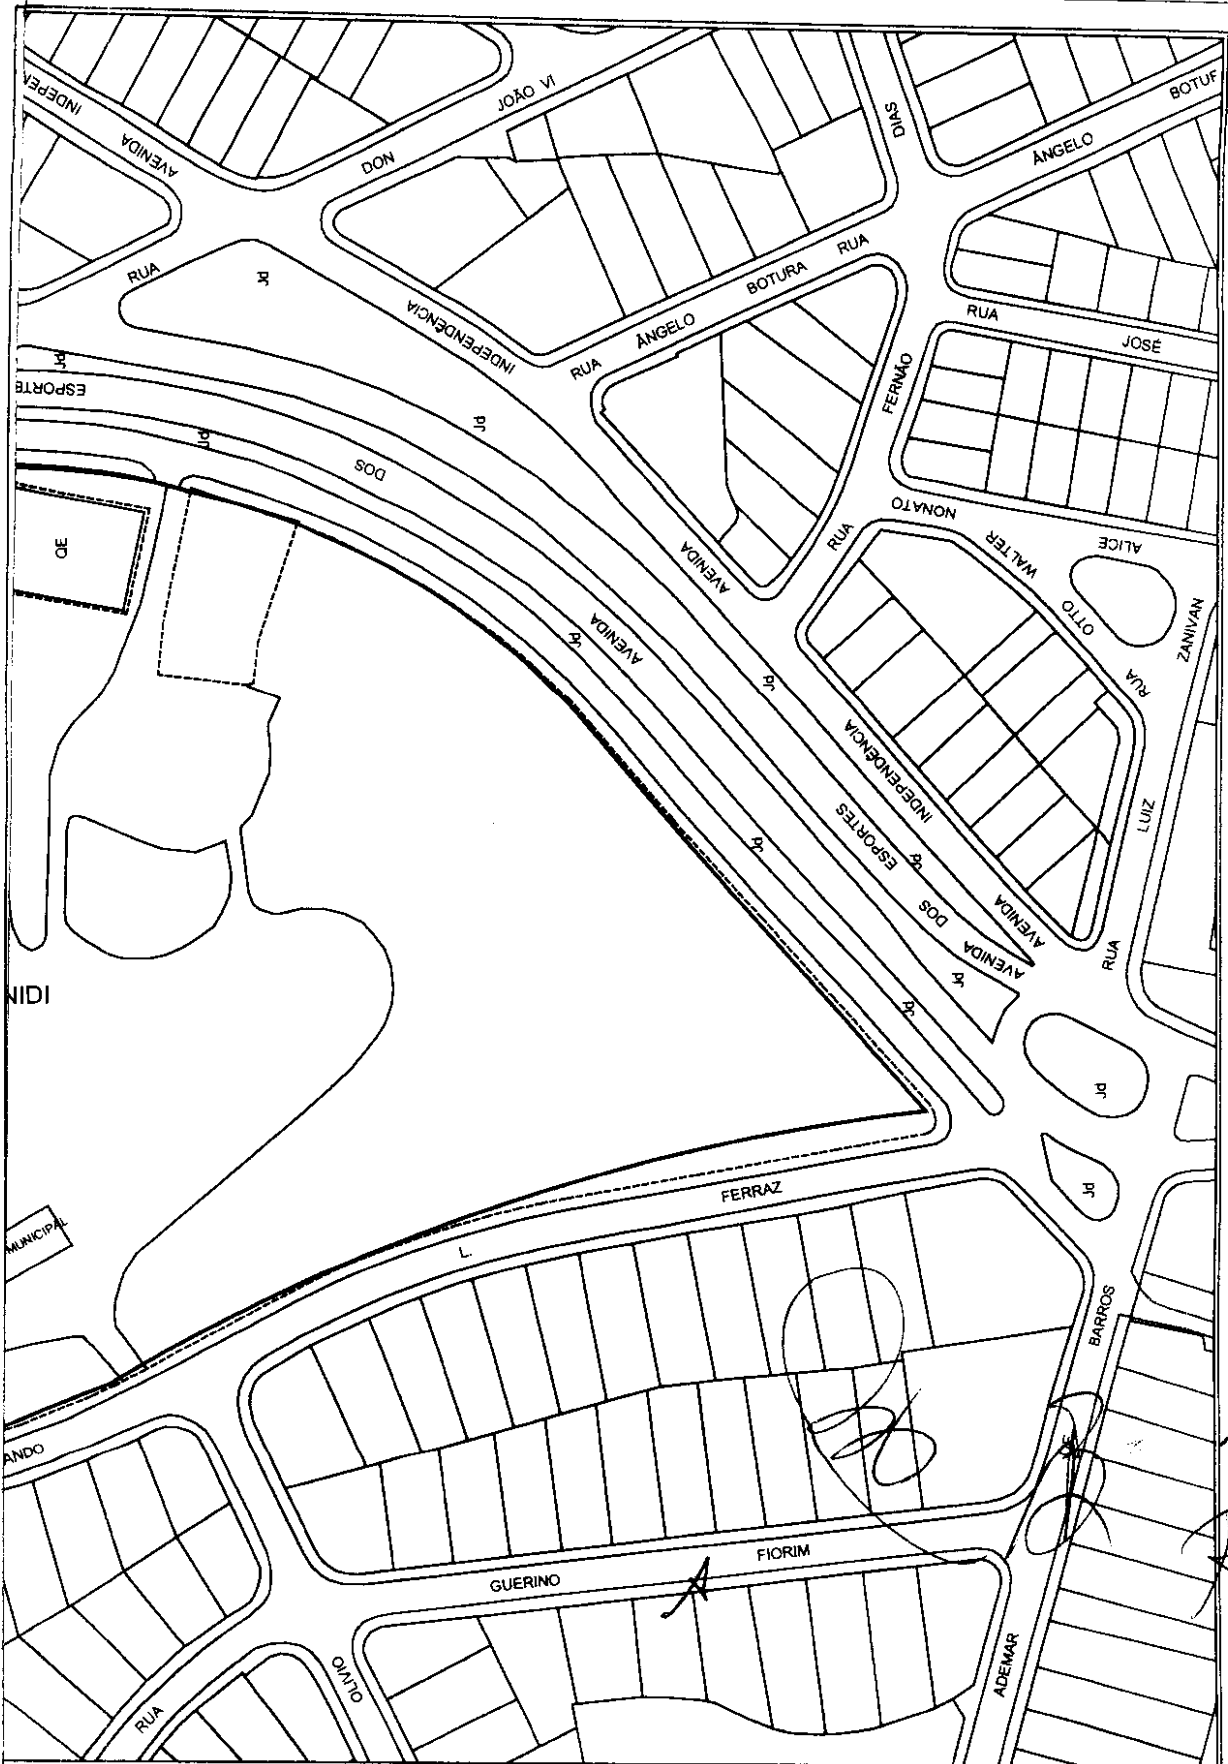 JOÃO VI
DON
INDEPEN
AVENIDA
DIAS
BOTUF
ÂNGELO
RUA
Jd
INDEPENDÊNCIA
RUA
ÂNGELO
BOTURA
RUA
RUA
JOSÉ
FERNÃO
Jd
ESPORTE
Jd
Jd
DOS
NONATO
ALICE
WALTER
OTTO
RUA
ZANIVAN
RUA
AVENIDA
QE
Jd
AVENIDA
Jd
INDEPENDÊNCIA
LUIZ
ESPORTES
Jd
Jd
DOS
AVENIDA
AVENIDA
Jd
RUA
Jd
NIDI
Jd
Jd
FERRAZ
L.
MUNICIPAL
BARROS
ANDO
DE
FIORIM
GUERINO
OLIVIO
RUA
ADEMAR